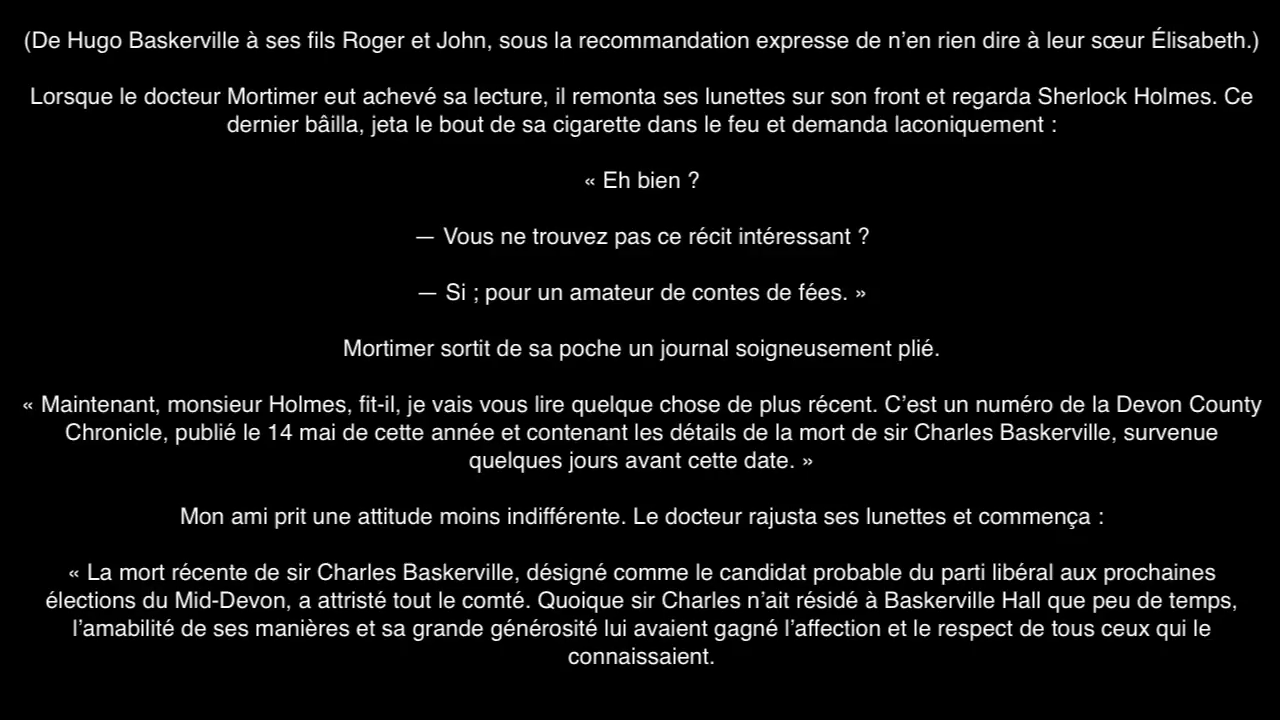 (De Hugo Baskerville à ses fils Roger et John, sous la recommandation expresse de n’en rien dire à leur sœur Élisabeth.)
Lorsque le docteur Mortimer eut achevé sa lecture, il remonta ses lunettes sur son front et regarda Sherlock Holmes. Ce
dernier bâilla, jeta le bout de sa cigarette dans le feu et demanda laconiquement :
« Eh bien ?
— Vous ne trouvez pas ce récit intéressant ?
— Si ; pour un amateur de contes de fées. »
Mortimer sortit de sa poche un journal soigneusement plié.
« Maintenant, monsieur Holmes, fit-il, je vais vous lire quelque chose de plus récent. C’est un numéro de la Devon County
Chronicle, publié le 14 mai de cette année et contenant les détails de la mort de sir Charles Baskerville, survenue
quelques jours avant cette date. »
Mon ami prit une attitude moins indifférente. Le docteur rajusta ses lunettes et commença :
« La mort récente de sir Charles Baskerville, désigné comme le candidat probable du parti libéral aux prochaines
élections du Mid-Devon, a attristé tout le comté. Quoique sir Charles n’ait résidé à Baskerville Hall que peu de temps,
l’amabilité de ses manières et sa grande générosité lui avaient gagné l’affection et le respect de tous ceux qui le
connaissaient.